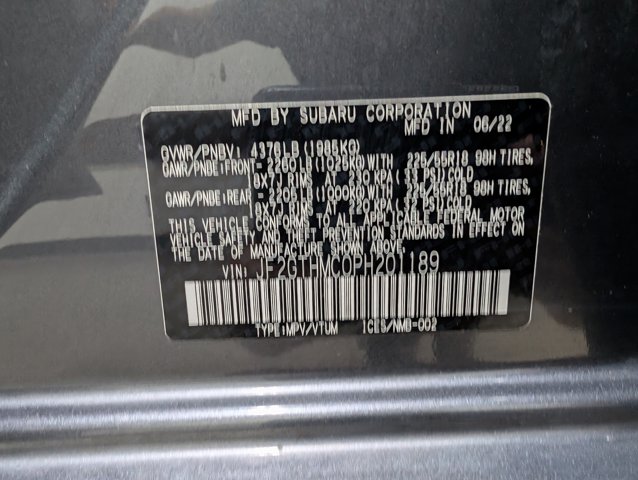 MFD BY SUBARU CORPORATION
MFD IN 06/22
GVWR/PNBV: 4376LB(1985KG)
GAWR/PNBE:FRONT- 2260LB(1025KG)WITH 225/55R18 98H TIRES,
18X7J RIMS AT 230 KPA(33 PSI)COLD
GAWR/PNBE:REAR - 2205LB(1000KG)WITH 225/55R18 98H TIRES,
18X7J RIMS AT 220 KPA(32 PSI)COLD
THIS VEHICLE CONFORMS TO ALL APPLICABLE FEDERAL MOTOR
VEHICLE SAFETY AND THEFT PREVENTION STANDARDS IN EFFECT ON
THE DATE OF MANUFACTURE SHOWN ABOVE.
VIN: JF2GTHMC0PH201189
TYPE:MPV/VTUM ICES/NMB-002